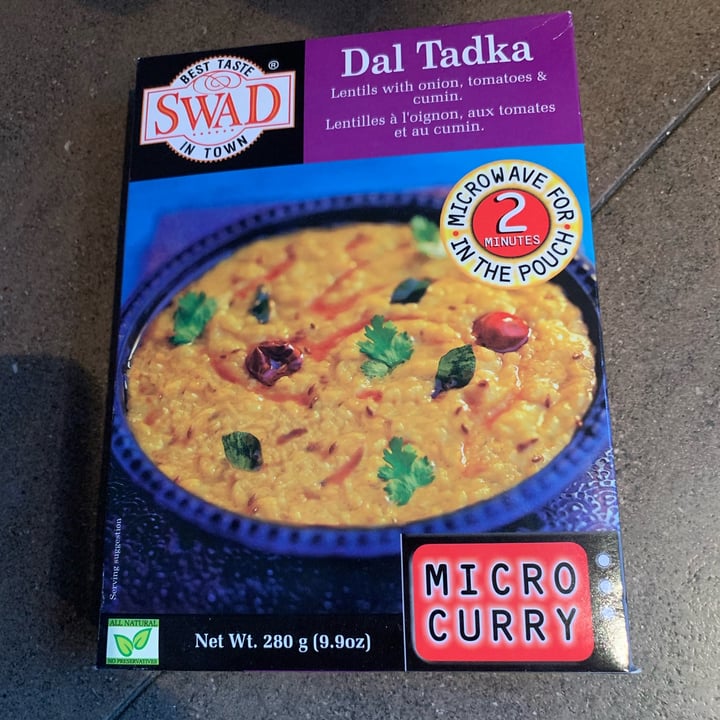 BEST TASTE
®
SWAD
IN TOWN
Dal Tadka
Lentils with onion, tomatoes &
cumin.
Lentilles à l'oignon, aux tomates
et au cumin.
MICROWAVE FOR
2
MINUTES
IN THE POUCH
Serving suggestion
ALL NATURAL
NO PRESERVATIVES
Net Wt. 280 g (9.9oz)
MICRO
CURRY